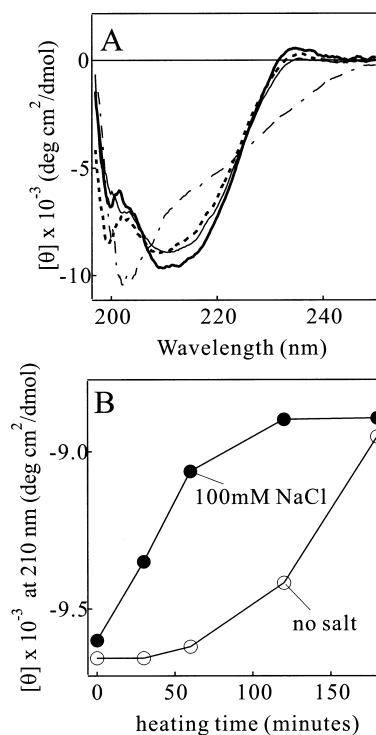 A
0
-5
-10
[θ] x 10⁻³ (deg cm²/dmol)
200 220 240
Wavelength (nm)
B
-9.0
-9.5
[θ] x 10⁻³ at 210 nm (deg cm²/dmol)
100mM NaCl
no salt
0 50 100 150
heating time (minutes)